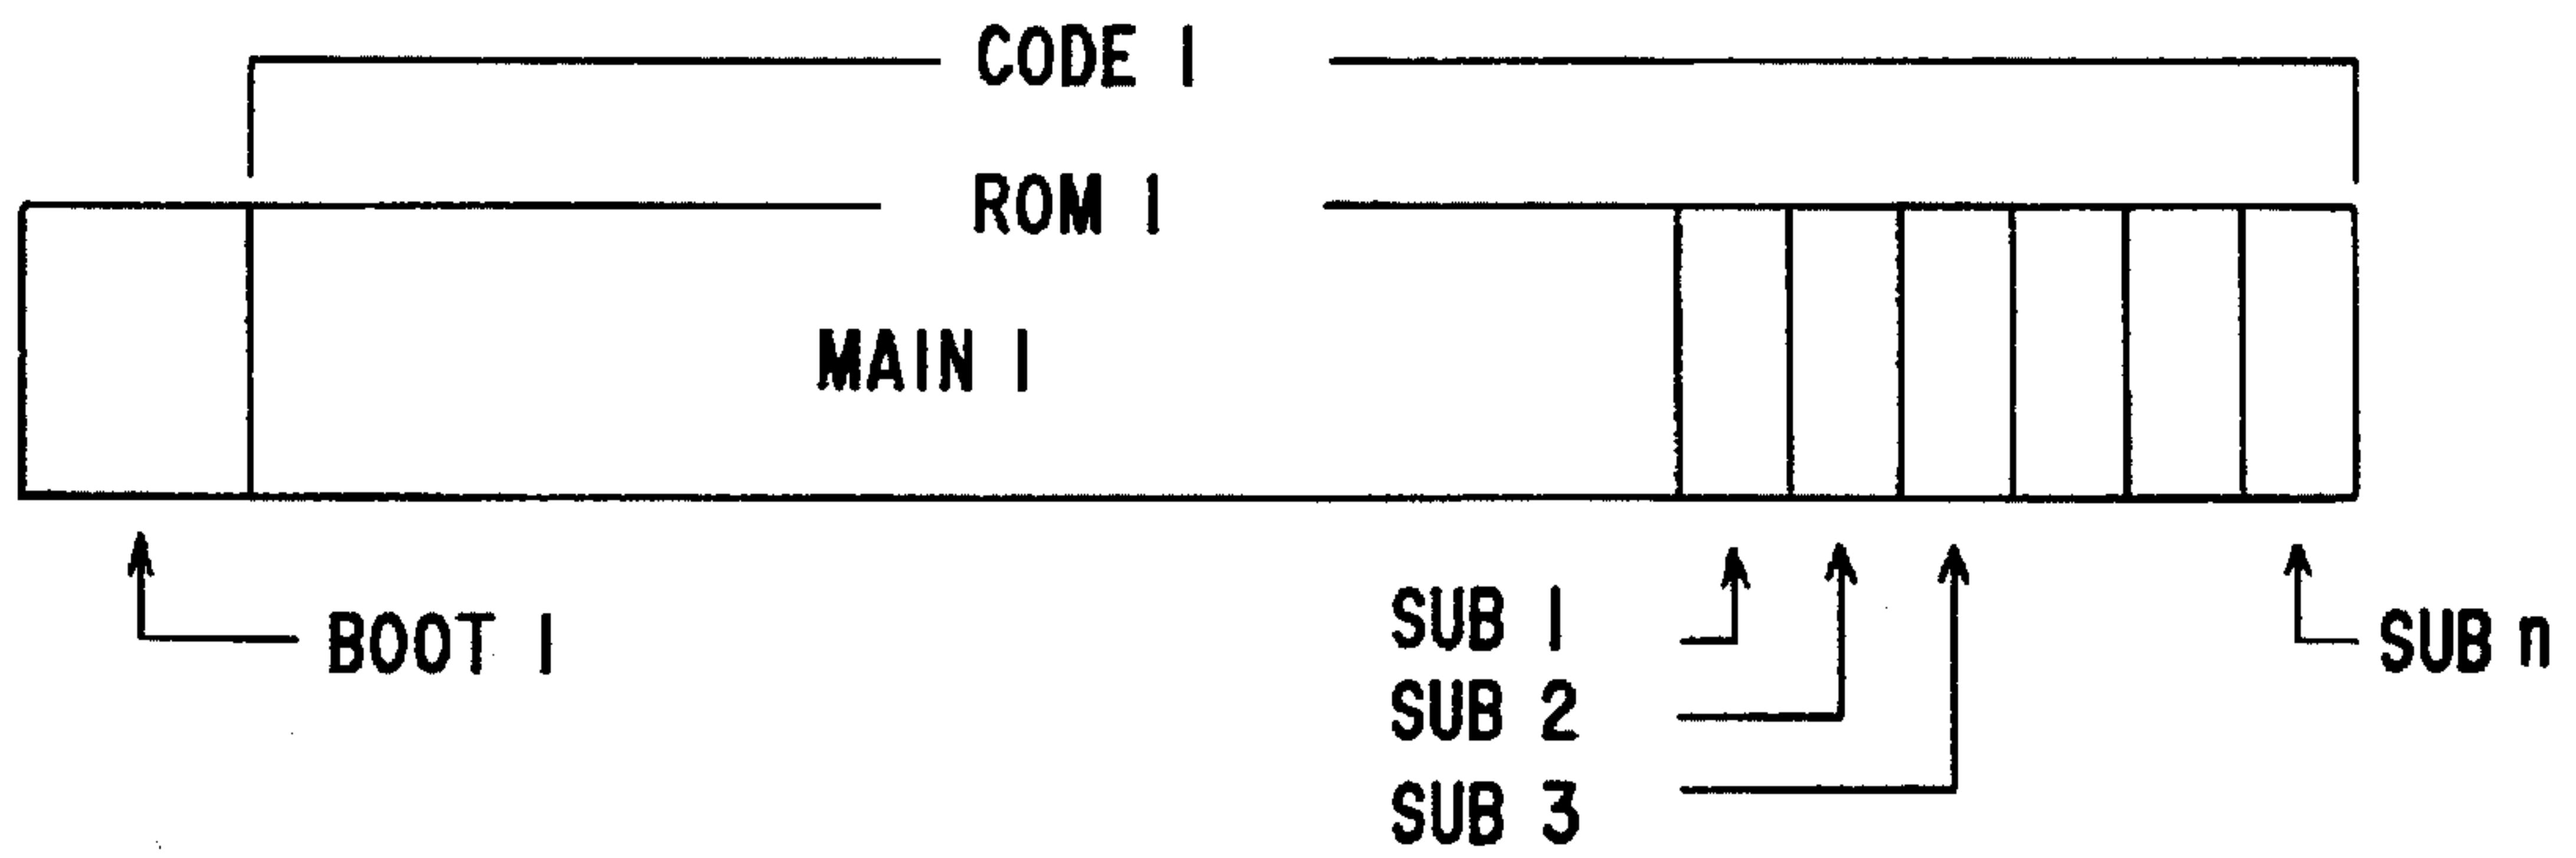 CODE 1
ROM 1
MAIN 1
BOOT 1
SUB 1
SUB 2
SUB 3
SUB n